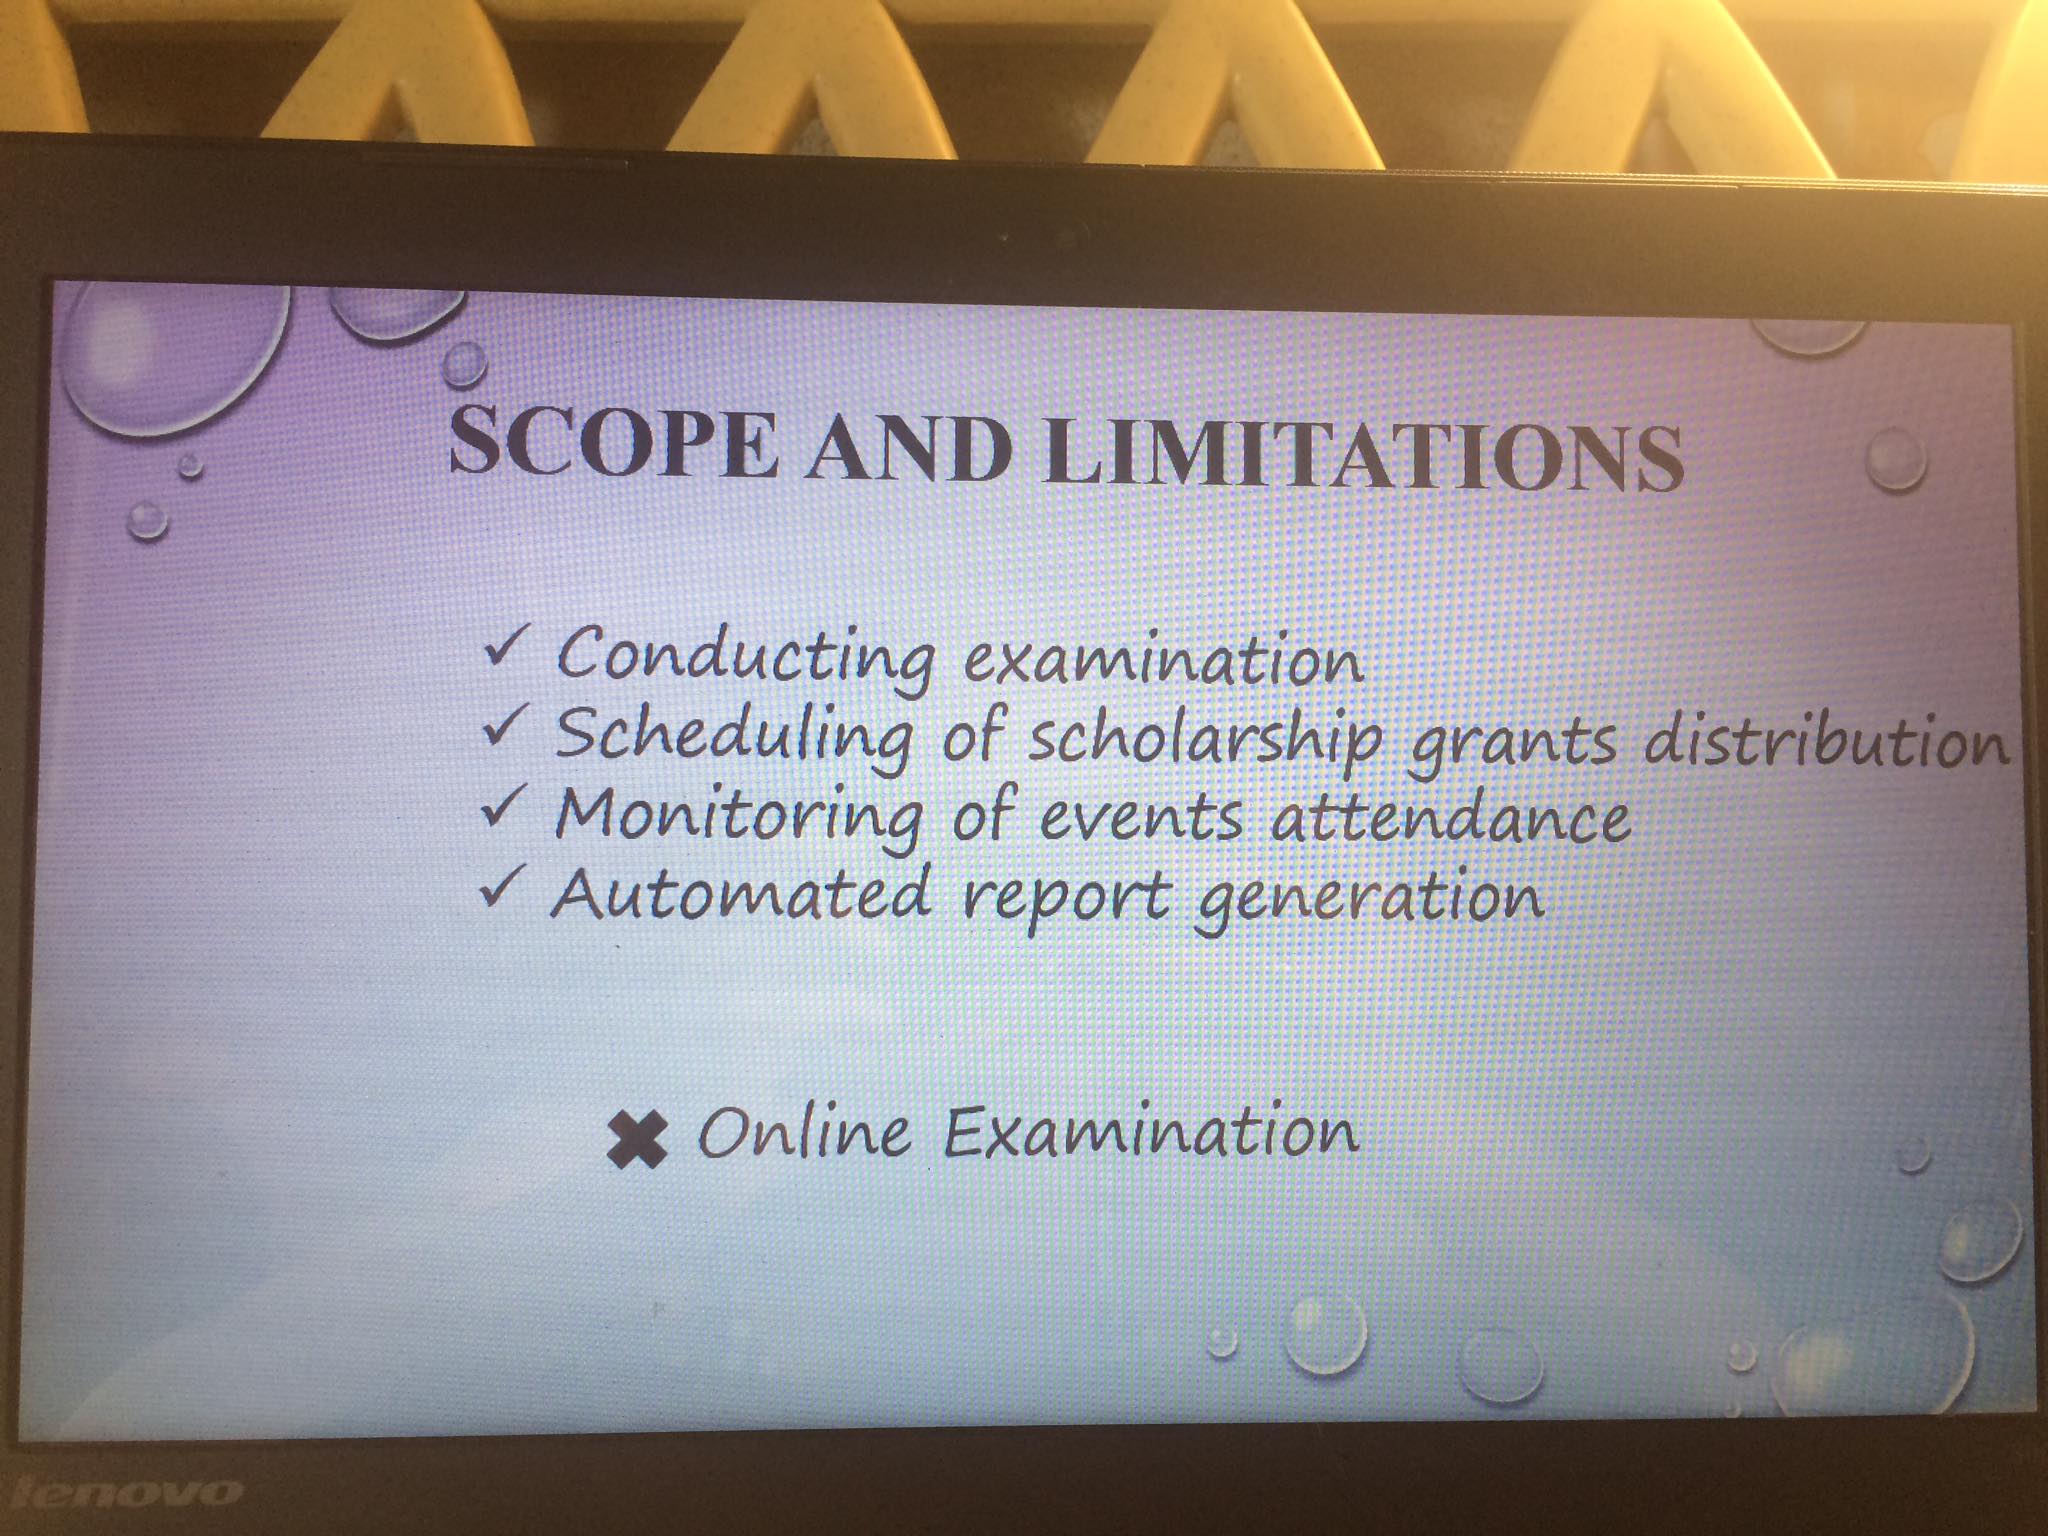 SCOPE AND LIMITATIONS
✓ Conducting examination
✓ Scheduling of scholarship grants distribution
✓ Monitoring of events attendance
✓ Automated report generation
✖ Online Examination
lenovo